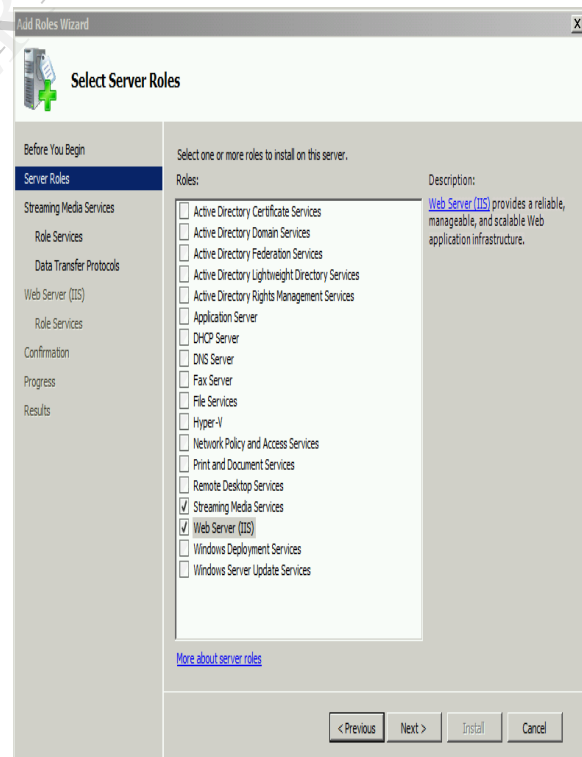 Add Roles Wizard
X
Select Server Roles
Before You Begin
Server Roles
Streaming Media Services
Role Services
Data Transfer Protocols
Web Server (IIS)
Role Services
Confirmation
Progress
Results
Select one or more roles to install on this server.
Roles:
Active Directory Certificate Services
Active Directory Domain Services
Active Directory Federation Services
Active Directory Lightweight Directory Services
Active Directory Rights Management Services
Application Server
DHCP Server
DNS Server
Fax Server
File Services
Hyper-V
Network Policy and Access Services
Print and Document Services
Remote Desktop Services
Streaming Media Services
Web Server (IIS)
Windows Deployment Services
Windows Server Update Services
More about server roles
Description:
Web Server (IIS) provides a reliable,
manageable, and scalable Web
application infrastructure.
< Previous
Next >
Install
Cancel